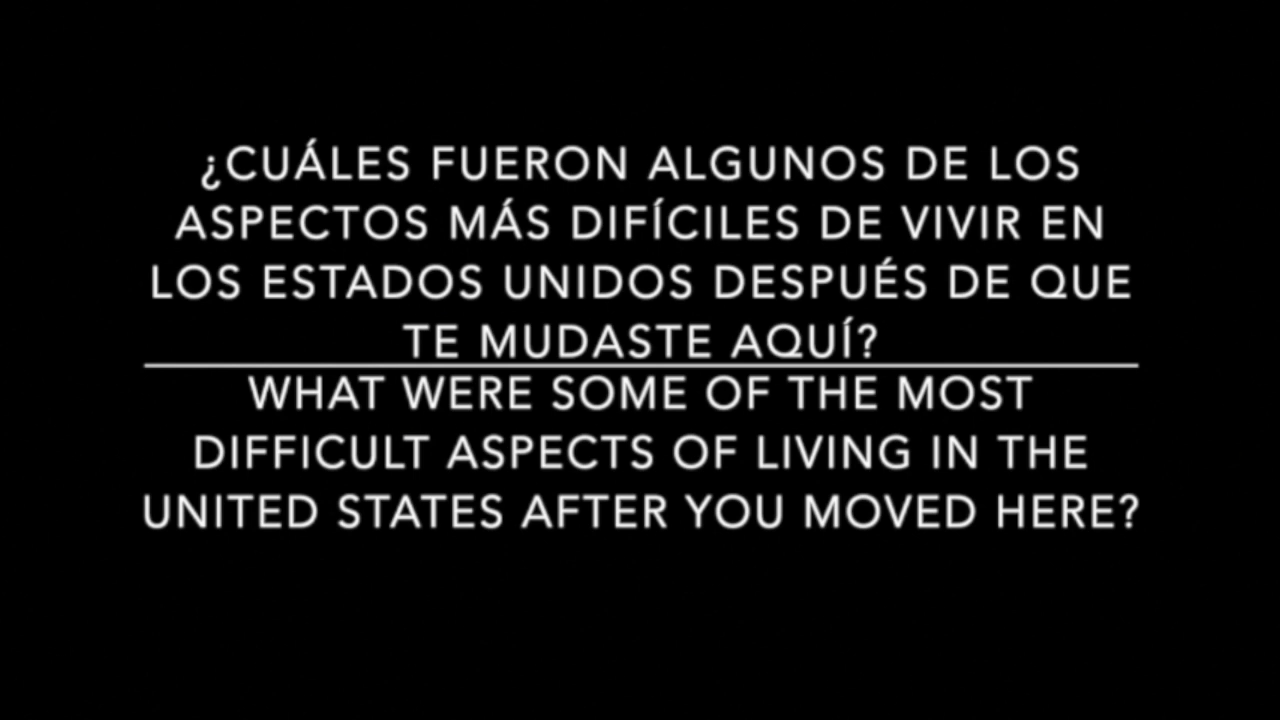 ¿CUÁLES FUERON ALGUNOS DE LOS
ASPECTOS MÁS DIFÍCILES DE VIVIR EN
LOS ESTADOS UNIDOS DESPUÉS DE QUE
TE MUDASTE AQUÍ?
WHAT WERE SOME OF THE MOST
DIFFICULT ASPECTS OF LIVING IN THE
UNITED STATES AFTER YOU MOVED HERE?